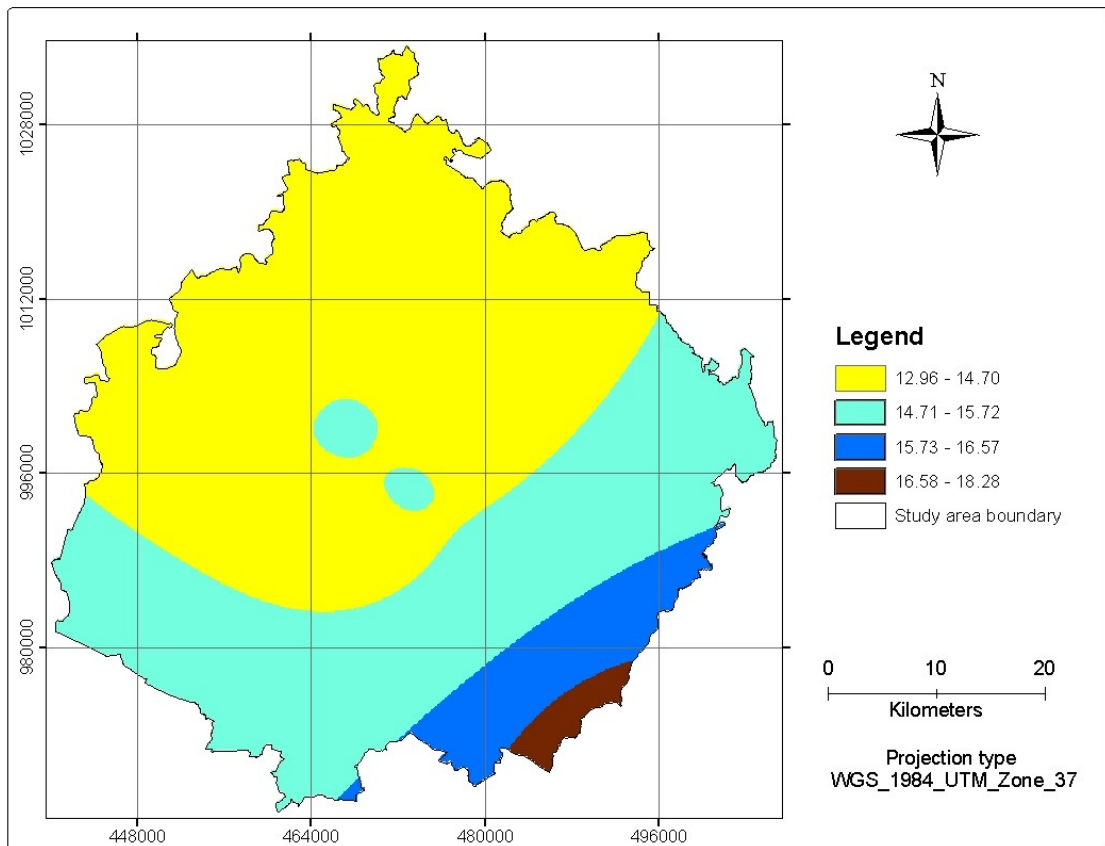 N
1028000
1012000
996000
980000
448000
464000
480000
496000
Legend
12.96 - 14.70
14.71 - 15.72
15.73 - 16.57
16.58 - 18.28
Study area boundary
0 10 20
Kilometers
Projection type
WGS_1984_UTM_Zone_37